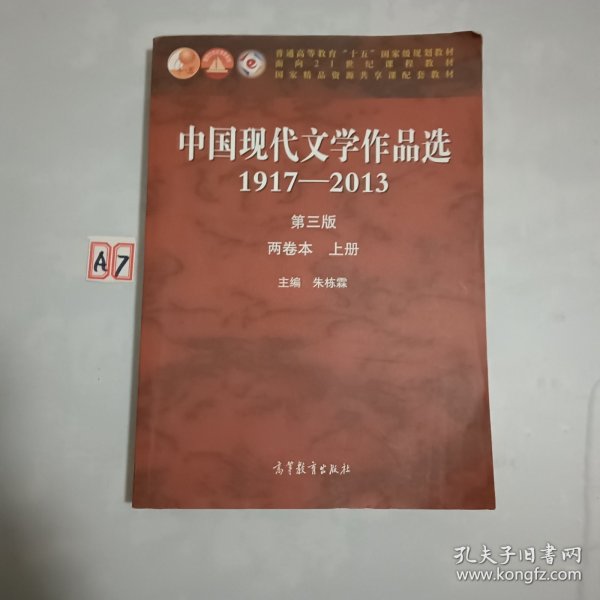 普通高等教育“十五”国家级规划教材
面向21世纪课程教材
国家精品资源共享课配套教材
中国现代文学作品选
1917—2013
第三版
两卷本 上册
主编 朱栋霖
A7
高等教育出版社
孔夫子旧书网
www.kongfz.com